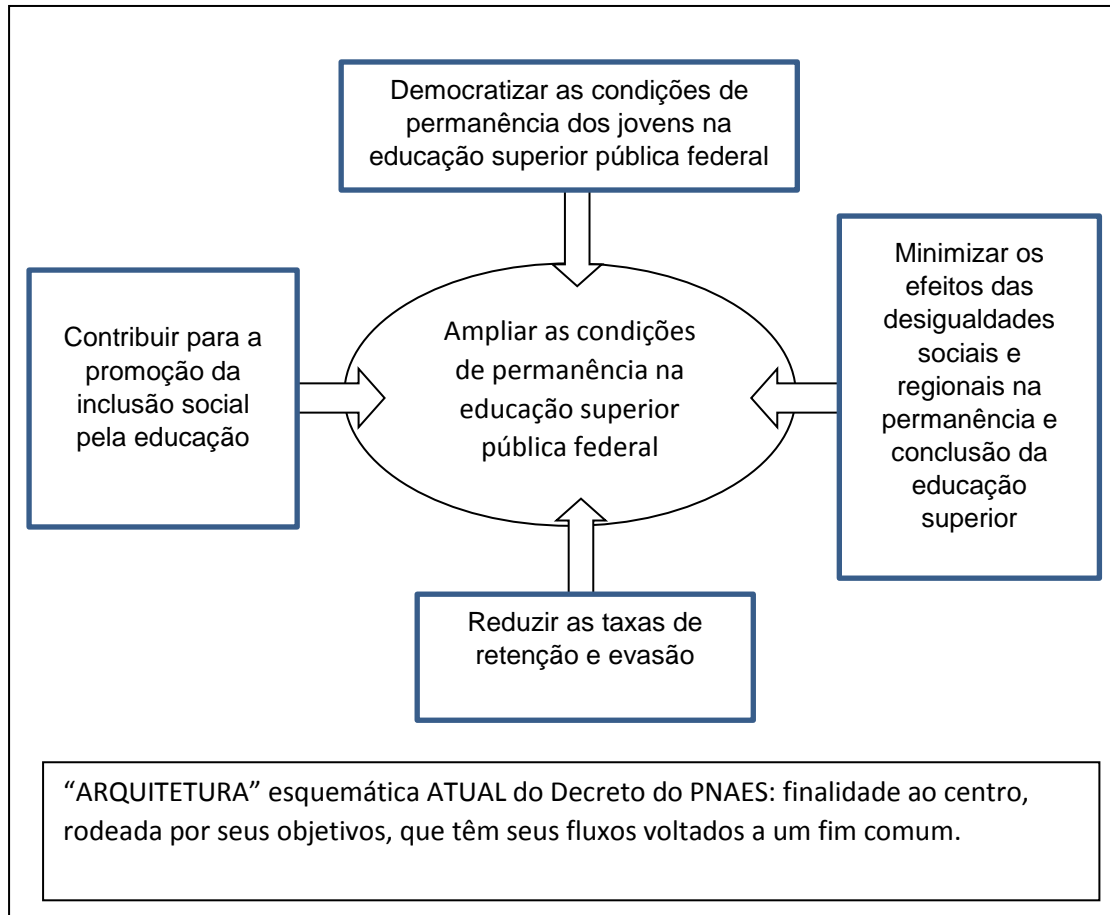 Democratizar as condições de
permanência dos jovens na
educação superior pública federal
Contribuir para a
promoção da
inclusão social
pela educação
Ampliar as condições
de permanência na
educação superior
pública federal
Minimizar os
efeitos das
desigualdades
sociais e
regionais na
permanência e
conclusão da
educação
superior
Reduzir as taxas de
retenção e evasão
“ARQUITETURA” esquemática ATUAL do Decreto do PNAES: finalidade ao centro,
rodeada por seus objetivos, que têm seus fluxos voltados a um fim comum.